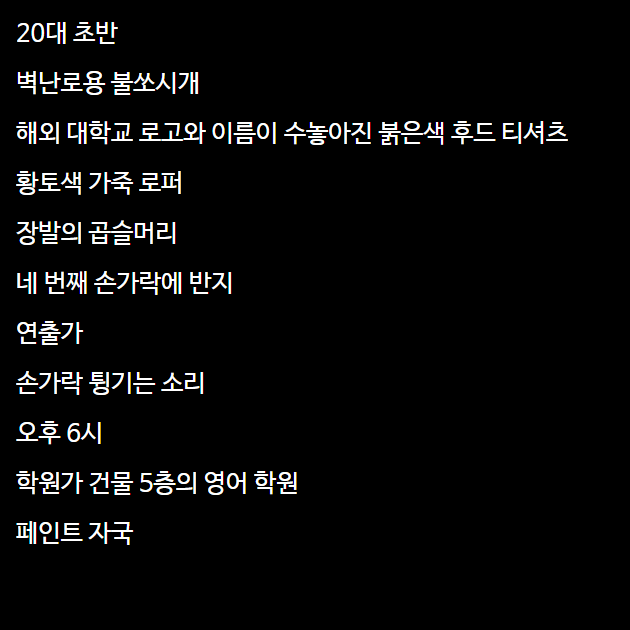 20대 초반
벽난로용 불쏘시개
해외 대학교 로고와 이름이 수놓아진 붉은색 후드 티셔츠
황토색 가죽 로퍼
장발의 곱슬머리
네 번째 손가락에 반지
연출가
손가락 튕기는 소리
오후 6시
학원가 건물 5층의 영어 학원
페인트 자국